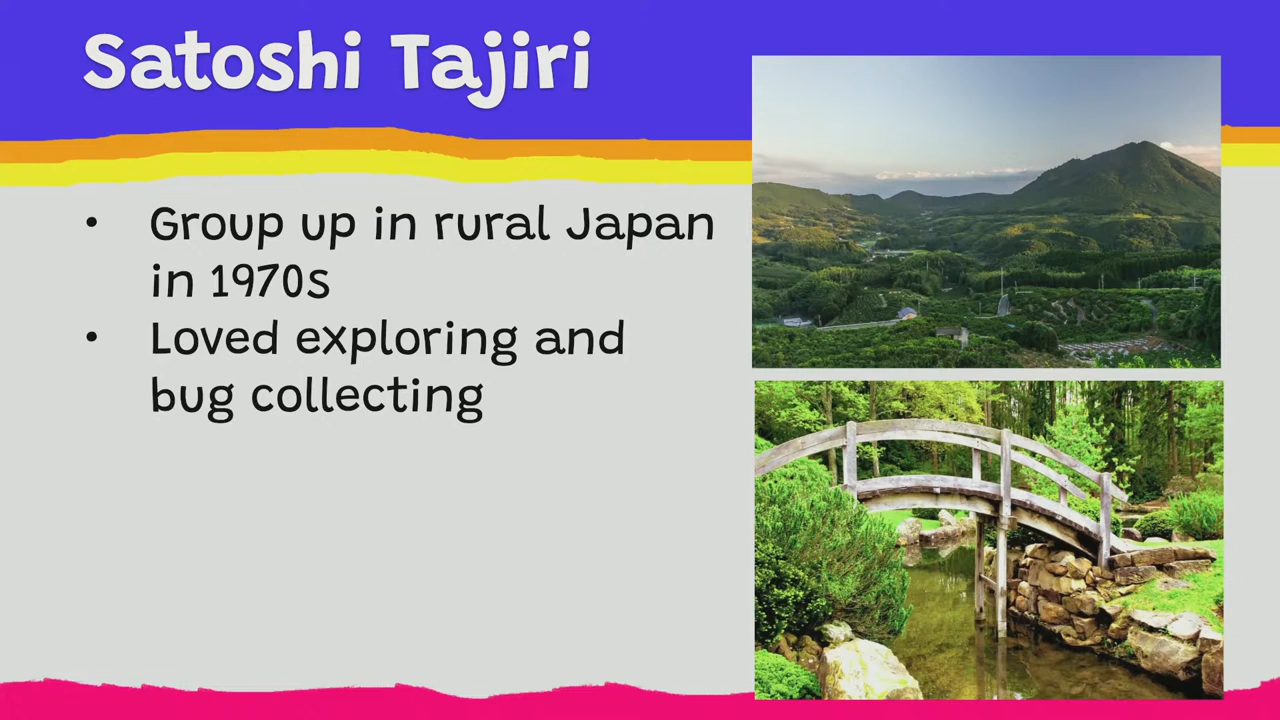 Satoshi Tajiri
• Group up in rural Japan
in 1970s
• Loved exploring and
bug collecting